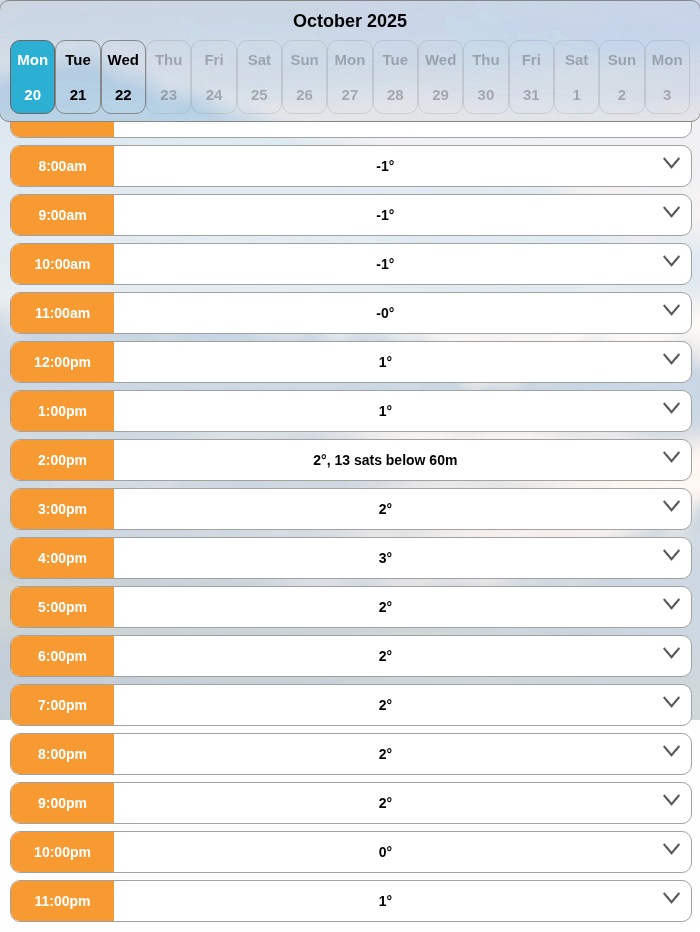 October 2025
Mon Tue Wed Thu Fri Sat Sun Mon Tue Wed Thu Fri Sat Sun Mon
20 21 22 23 24 25 26 27 28 29 30 31 1 2 3
8:00am -1°
9:00am -1°
10:00am -1°
11:00am -0°
12:00pm 1°
1:00pm 1°
2:00pm 2°, 13 sats below 60m
3:00pm 2°
4:00pm 3°
5:00pm 2°
6:00pm 2°
7:00pm 2°
8:00pm 2°
9:00pm 2°
10:00pm 0°
11:00pm 1°